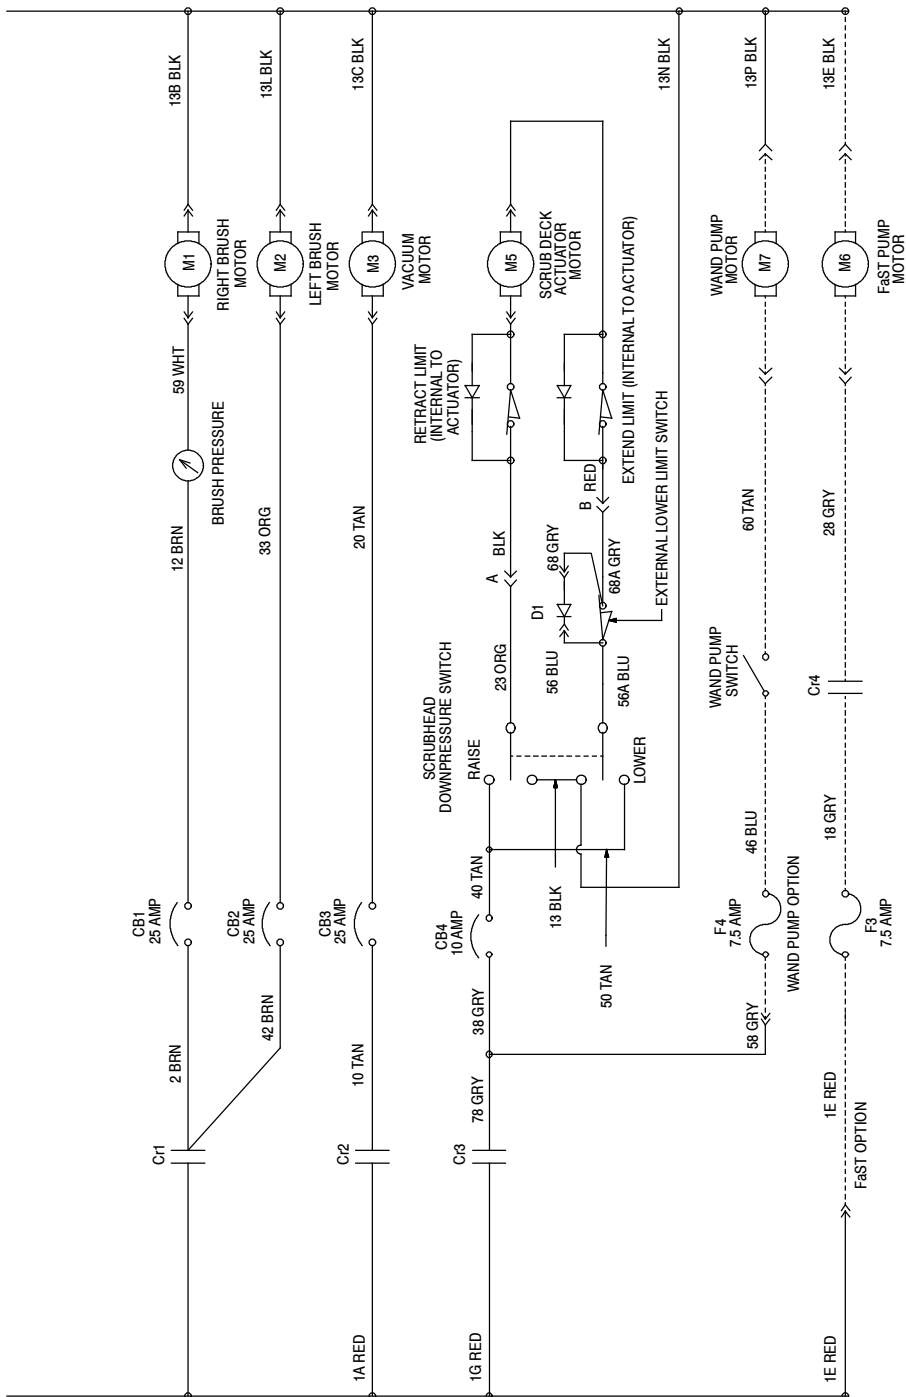 1A RED
1G RED
1E RED
Cr1
2 BRN
42 BRN
CB1
25 AMP
CB2
25 AMP
12 BRN
33 ORG
BRUSH PRESSURE
59 WHT
M1
RIGHT BRUSH
MOTOR
M2
LEFT BRUSH
MOTOR
13B BLK
13L BLK
Cr2
10 TAN
CB3
25 AMP
20 TAN
M3
VACUUM
MOTOR
13C BLK
Cr3
78 GRY
38 GRY
CB4
10 AMP
40 TAN
50 TAN
13 BLK
SCRUBHEAD
DOWNPRESSURE SWITCH
RAISE
LOWER
23 ORG
A
BLK
RETRACT LIMIT
(INTERNAL TO
ACTUATOR)
M5
SCRUB DECK
ACTUATOR
MOTOR
56 BLU
D1
68 GRY
56A BLU
68A GRY
B
RED
EXTEND LIMIT (INTERNAL TO ACTUATOR)
EXTERNAL LOWER LIMIT SWITCH
13N BLK
58 GRY
F4
7.5 AMP
WAND PUMP OPTION
46 BLU
WAND PUMP
SWITCH
60 TAN
WAND PUMP
MOTOR
M7
13P BLK
1E RED
FaST OPTION
F3
7.5 AMP
18 GRY
Cr4
28 GRY
M6
FaST PUMP
MOTOR
13E BLK